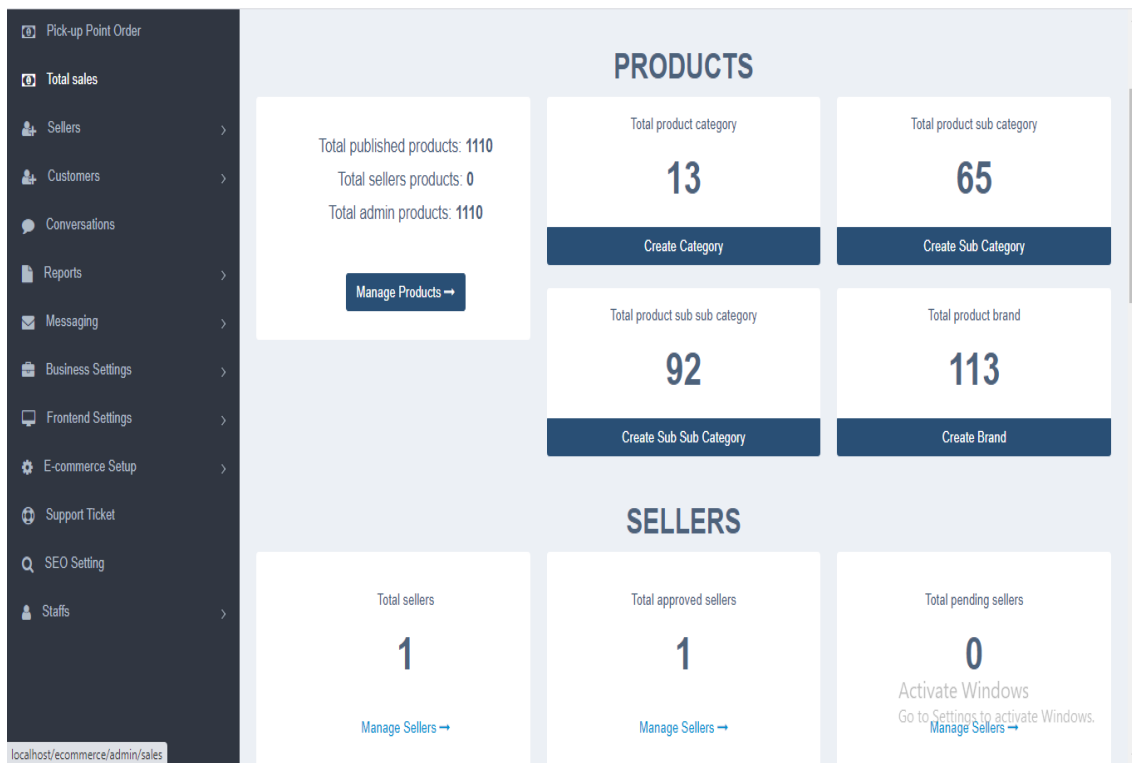 Pick-up Point Order
Total sales
Sellers
Customers
Conversations
Reports
Messaging
Business Settings
Frontend Settings
E-commerce Setup
Support Ticket
SEO Setting
Staffs
PRODUCTS
Total published products: 1110
Total sellers products: 0
Total admin products: 1110
Manage Products →
Total product category
13
Create Category
Total product sub category
65
Create Sub Category
Total product sub sub category
92
Create Sub Sub Category
Total product brand
113
Create Brand
SELLERS
Total sellers
1
Manage Sellers →
Total approved sellers
1
Manage Sellers →
Total pending sellers
0
Manage Sellers →
Activate Windows
Go to Settings to activate Windows.
localhost/ecommerce/admin/sales